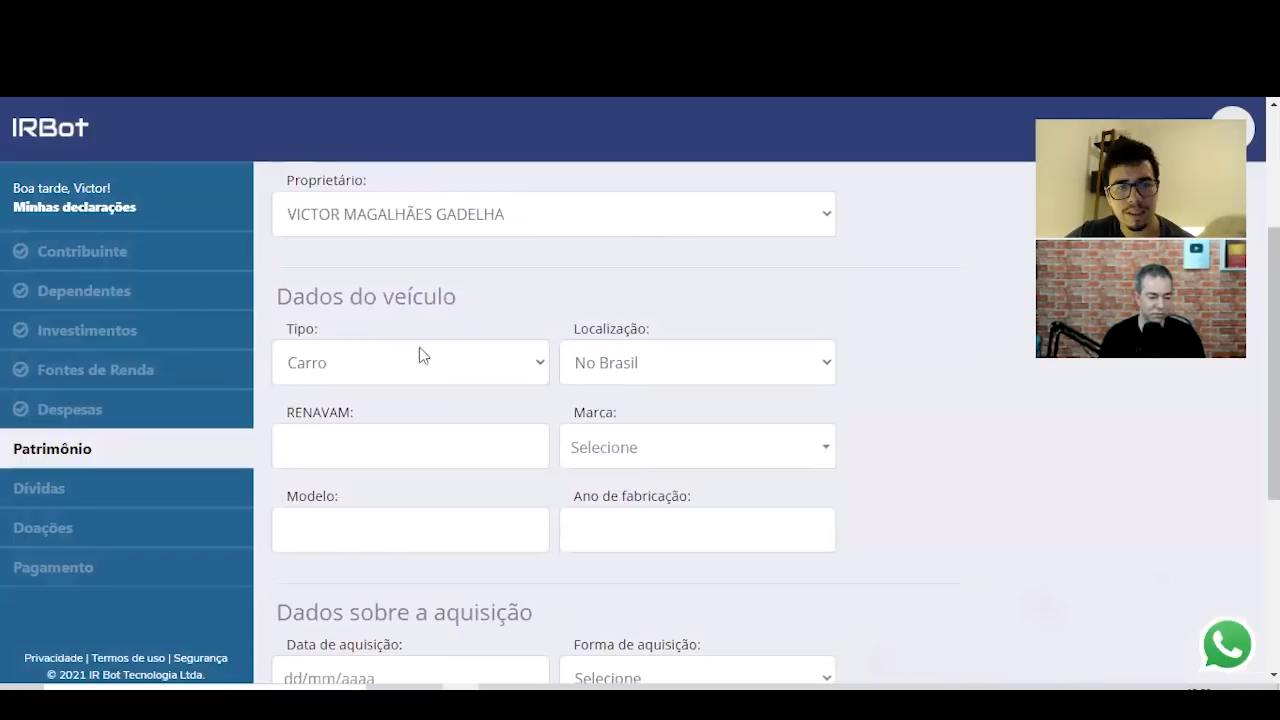 IRBot
Boa tarde, Victor!
Minhas declarações
Contribuinte
Dependentes
Investimentos
Fontes de Renda
Despesas
Patrimônio
Dívidas
Doações
Pagamento
Privacidade | Termos de uso | Segurança
© 2021 IR Bot Tecnologia Ltda.
Proprietário:
VICTOR MAGALHÃES GADELHA
Dados do veículo
Tipo: Localização:
Carro No Brasil
RENAVAM: Marca:
Selecione
Modelo: Ano de fabricação:
Dados sobre a aquisição
Data de aquisição: Forma de aquisição:
dd/mm/aaaa Selecione